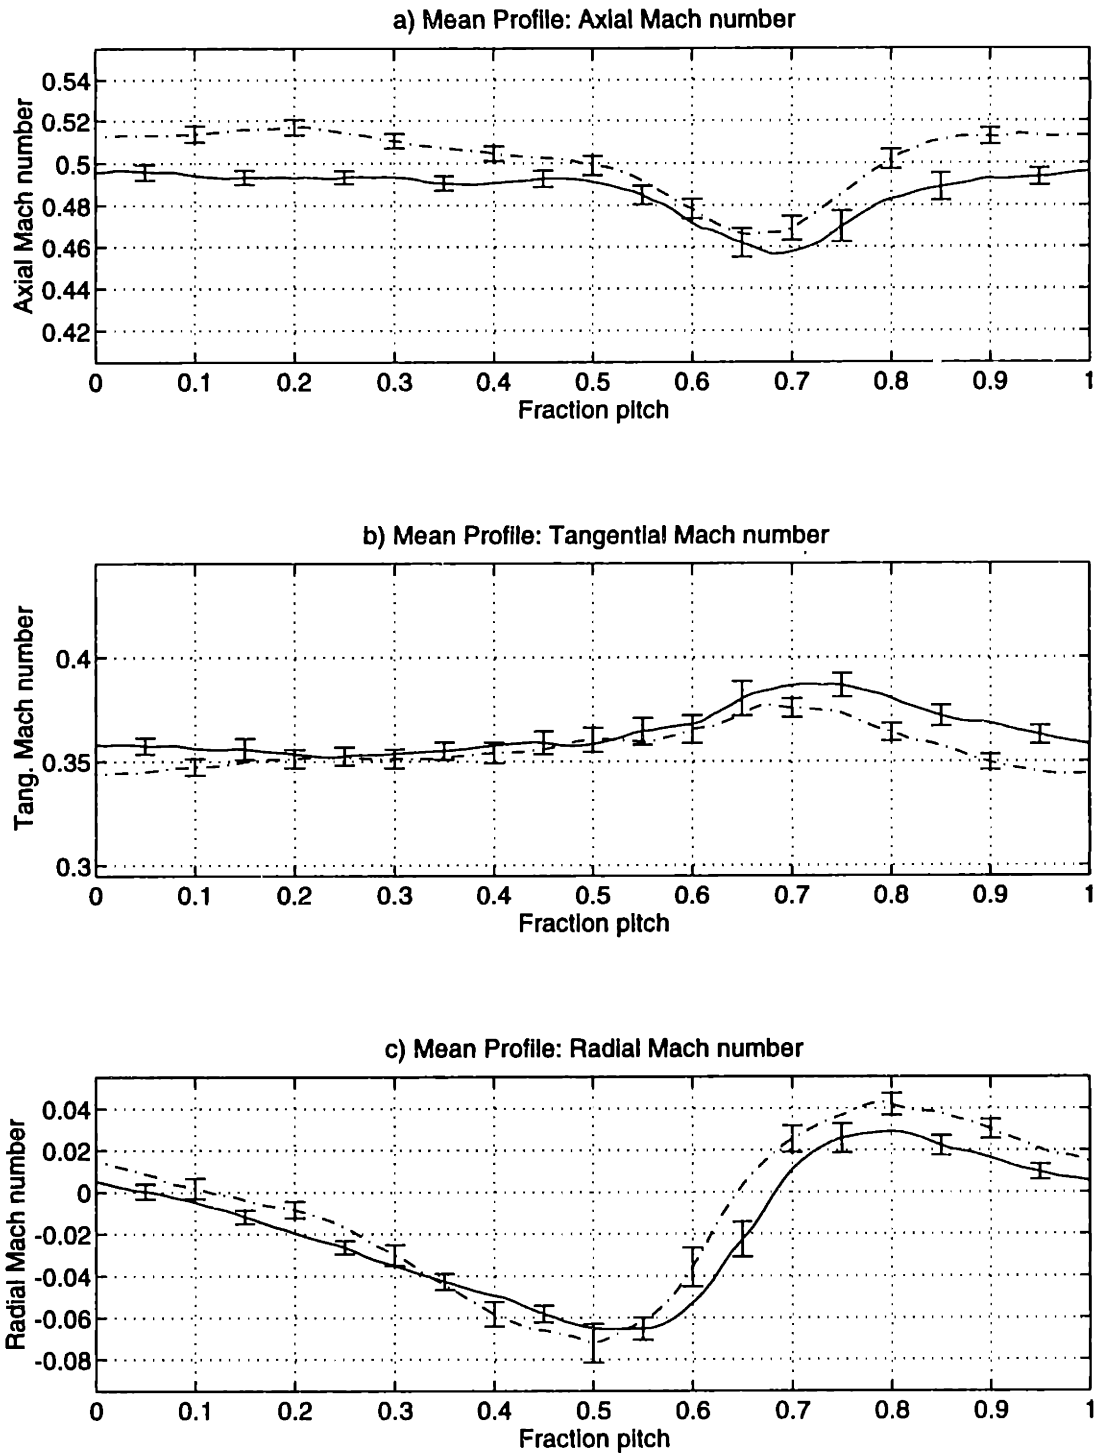 a) Mean Profile: Axial Mach number
Axial Mach number
0.54
0.52
0.5
0.48
0.46
0.44
0.42
0 0.1 0.2 0.3 0.4 0.5 0.6 0.7 0.8 0.9 1
Fraction pitch
b) Mean Profile: Tangential Mach number
Tang. Mach number
0.4
0.35
0.3
0 0.1 0.2 0.3 0.4 0.5 0.6 0.7 0.8 0.9 1
Fraction pitch
c) Mean Profile: Radial Mach number
Radial Mach number
0.04
0.02
0
-0.02
-0.04
-0.06
-0.08
0 0.1 0.2 0.3 0.4 0.5 0.6 0.7 0.8 0.9 1
Fraction pitch